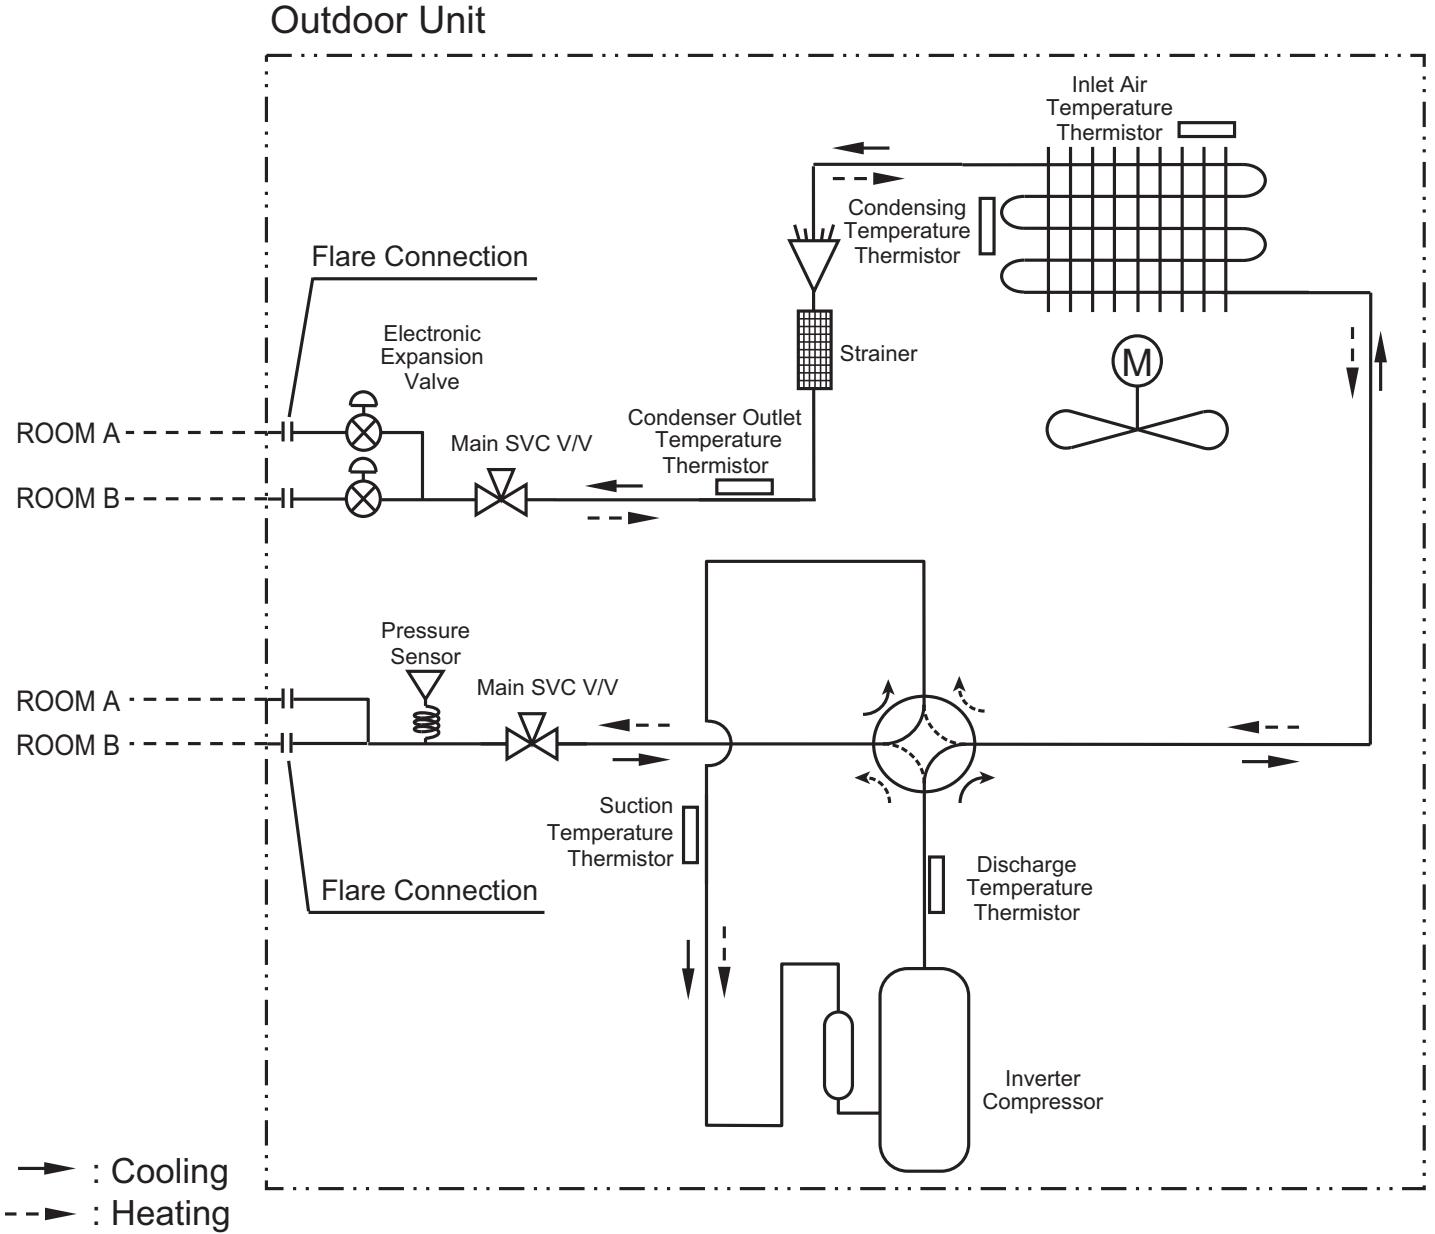 Outdoor Unit
Inlet Air
Temperature
Thermistor
Condensing
Temperature
Thermistor
Flare Connection
Electronic
Expansion
Valve
Strainer
M
Condenser Outlet
Temperature
Thermistor
ROOM A
Main SVC V/V
ROOM B
Pressure
Sensor
Main SVC V/V
ROOM A
ROOM B
Suction
Temperature
Thermistor
Discharge
Temperature
Thermistor
Flare Connection
Inverter
Compressor
: Cooling
: Heating